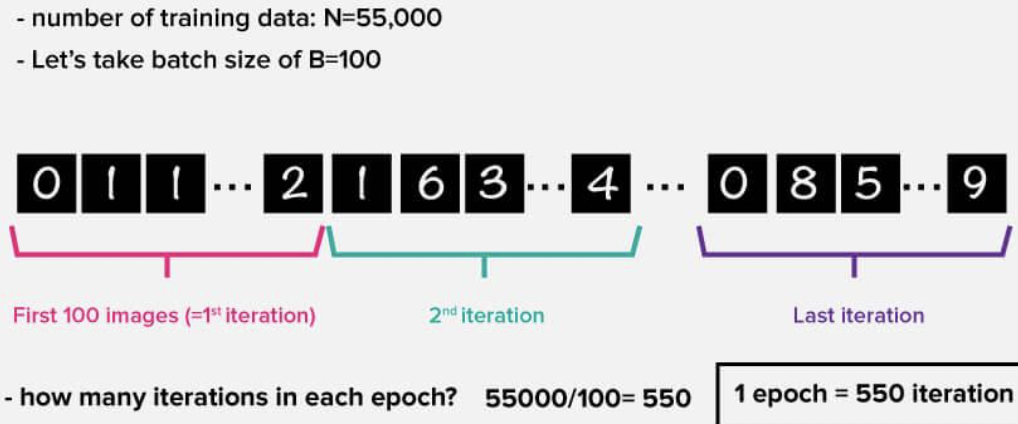 - number of training data: N=55,000
- Let's take batch size of B=100
0 1 1 ... 2 1 6 3 ... 4 ... 0 8 5 ... 9
First 100 images (=1st iteration) 2nd iteration Last iteration
- how many iterations in each epoch? 55000/100= 550 1 epoch = 550 iteration